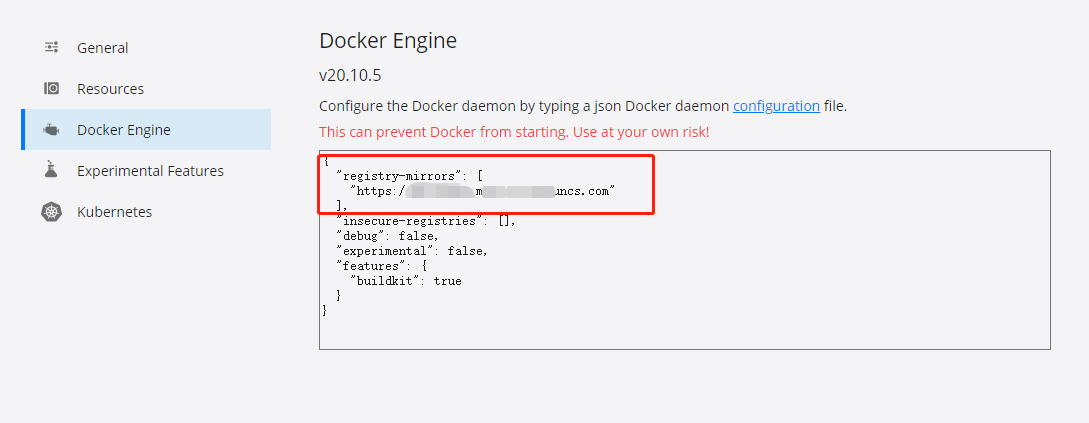 General
Resources
Docker Engine
Experimental Features
Kubernetes
Docker Engine
v20.10.5
Configure the Docker daemon by typing a json Docker daemon configuration file.
This can prevent Docker from starting. Use at your own risk!
{
"registry-mirrors": [
"https:/ m uncs.com"
],
"insecure-registries": [],
"debug": false,
"experimental": false,
"features": {
"buildkit": true
}
}